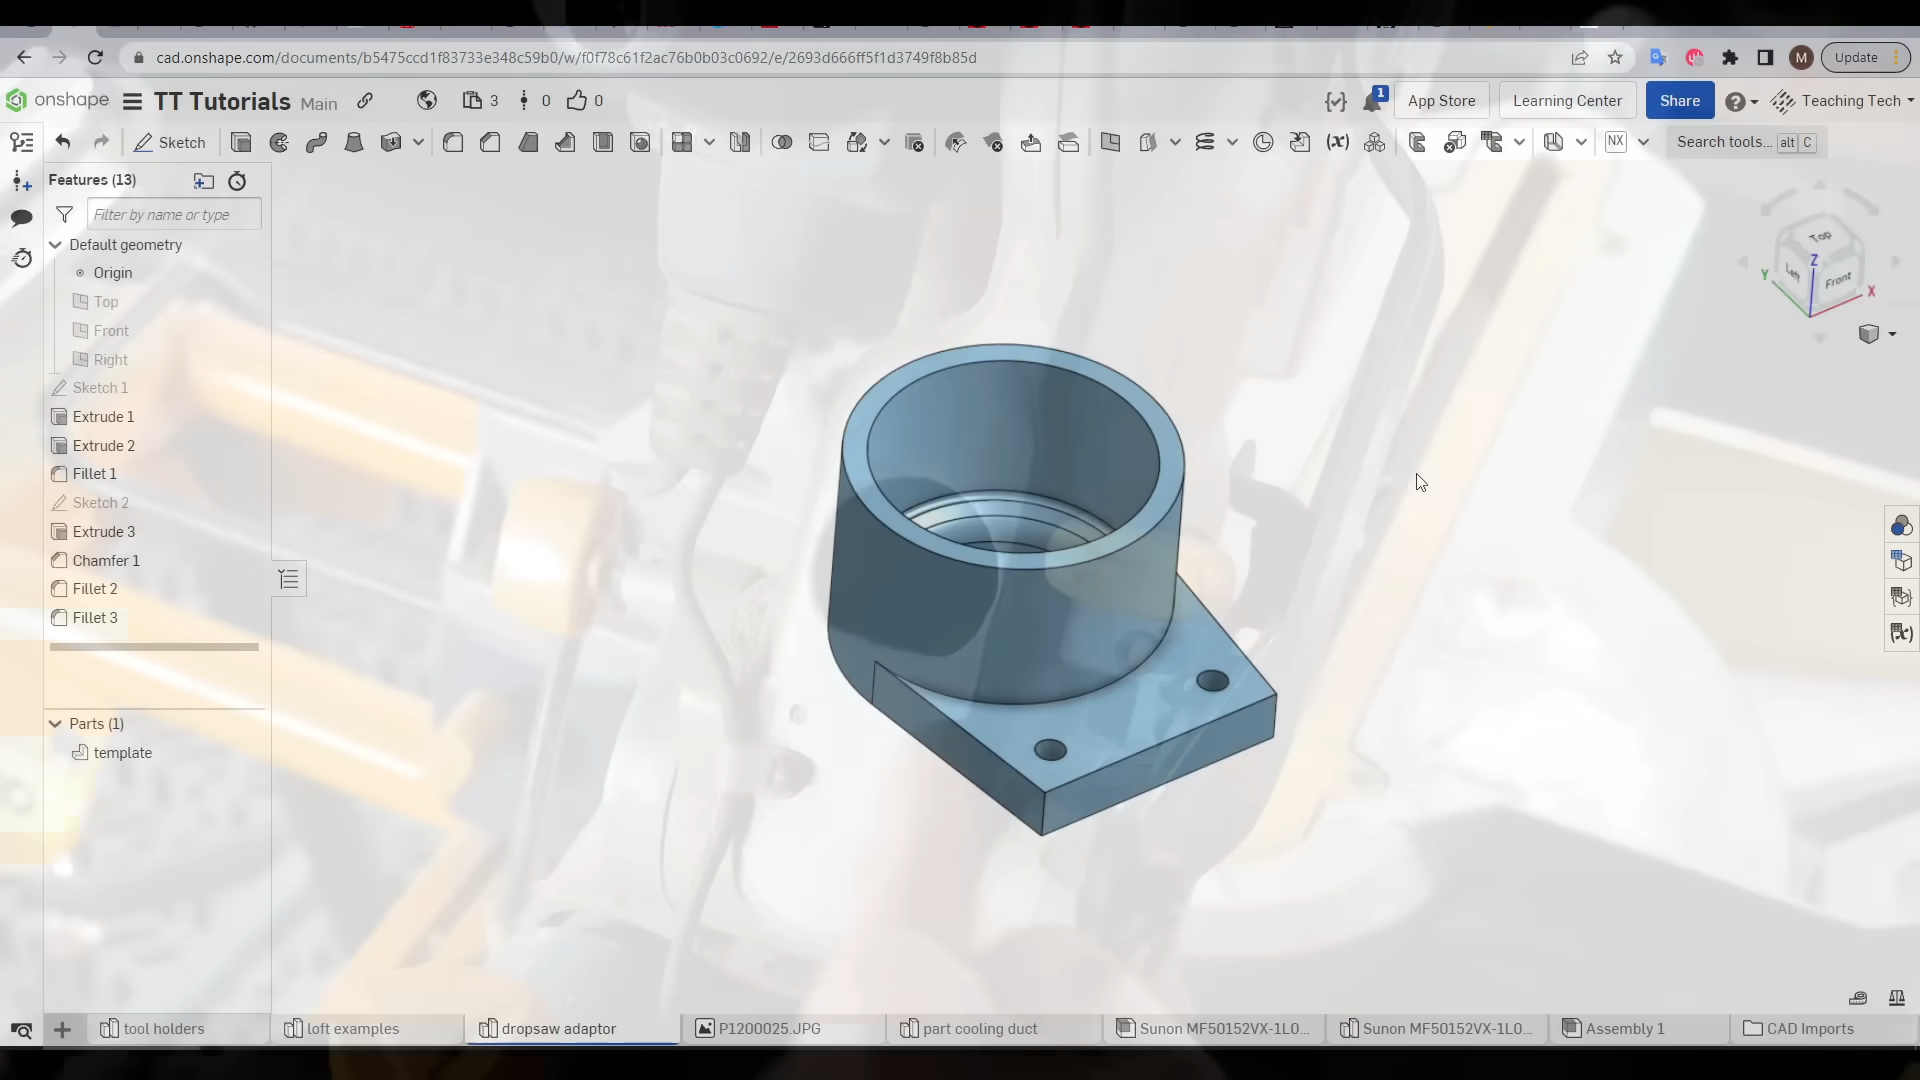 cad.onshape.com/documents/b5475ccd1f83733e348c59b0/w/f0f78c61f2ac76b0b03c0692/e/2693d666ff5f1d3749f8b85d
M
Update
onshape
TT Tutorials Main
3
0
0
1
App Store
Learning Center
Share
Teaching Tech
Sketch
(x)
NX
Search tools... alt C
Features (13)
Filter by name or type
Default geometry
Origin
Top
Front
Right
Sketch 1
Extrude 1
Extrude 2
Fillet 1
Sketch 2
Extrude 3
Chamfer 1
Fillet 2
Fillet 3
Parts (1)
template
Top
Left
Front
Z
Y
X
(x)
tool holders
loft examples
dropsaw adaptor
P1200025.JPG
part cooling duct
Sunon MF50152VX-1L0...
Sunon MF50152VX-1L0...
Assembly 1
CAD Imports